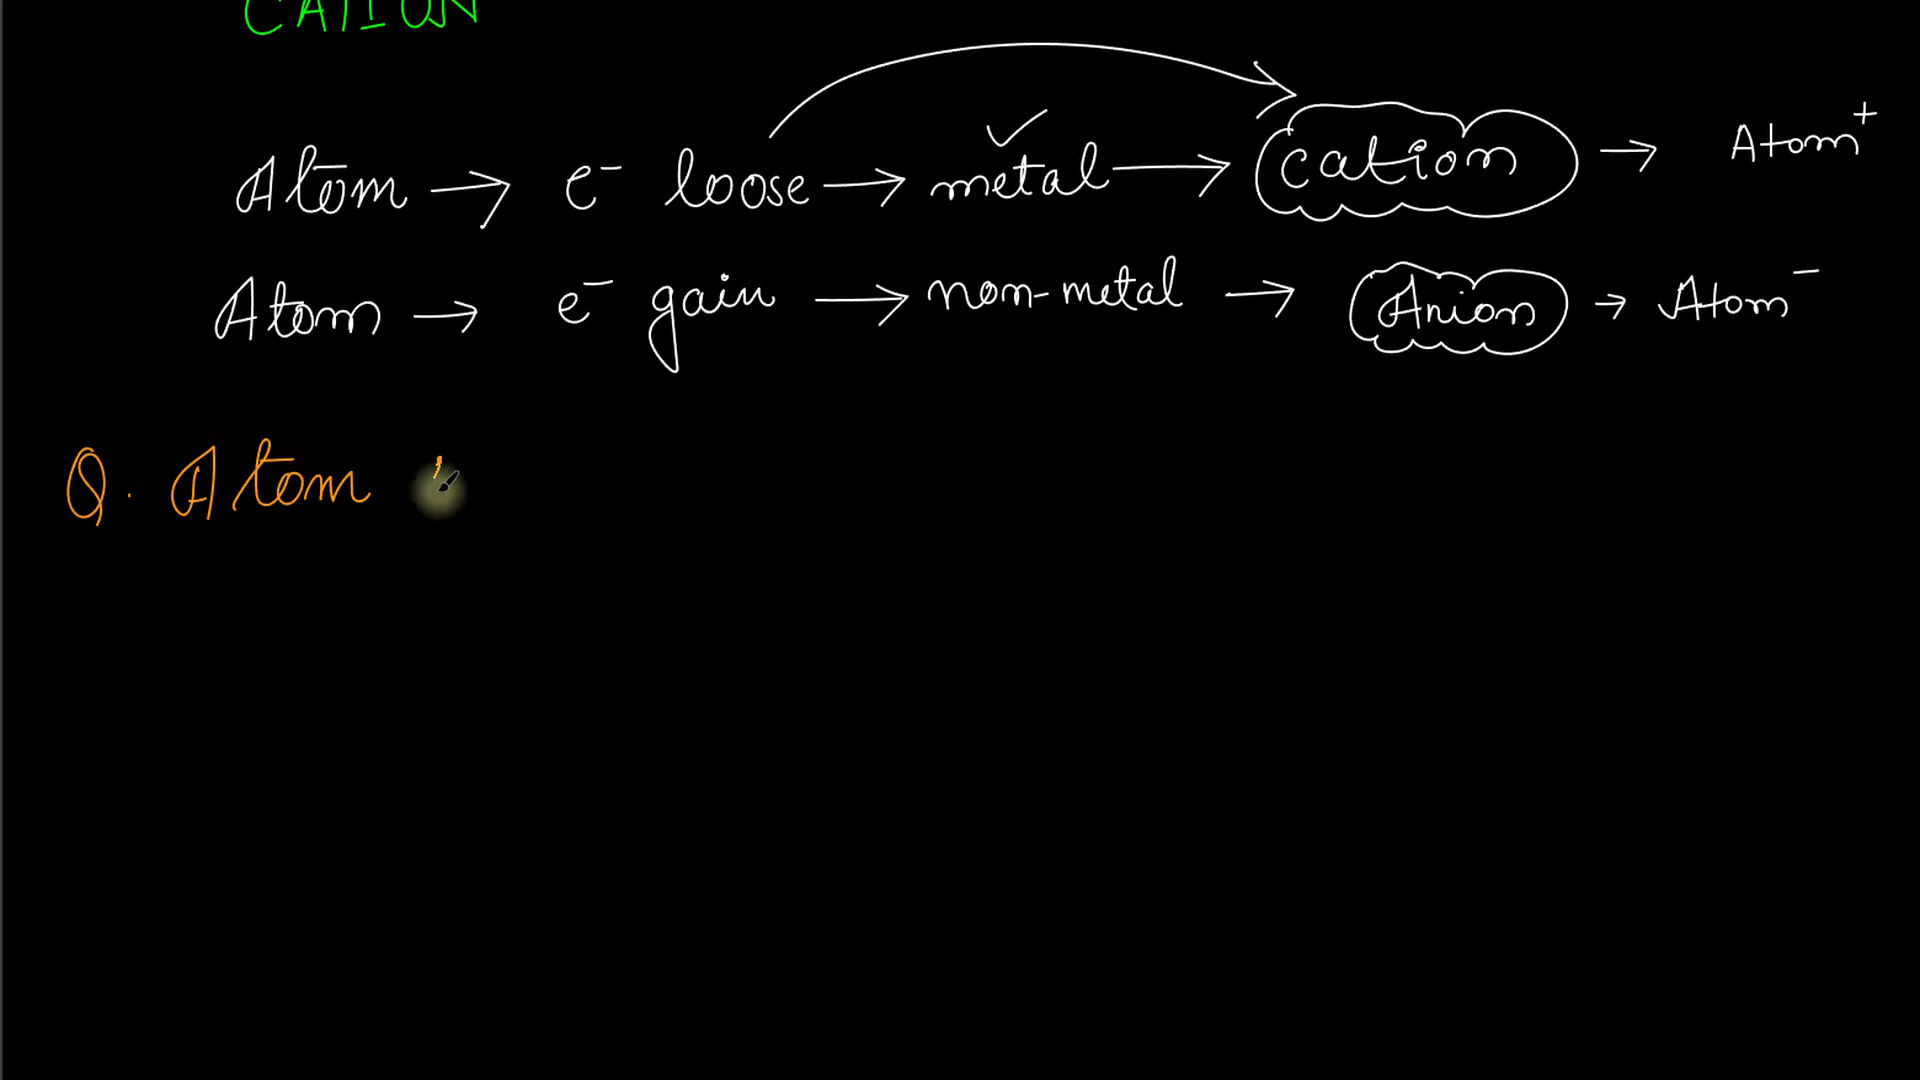 CATION
Atom → e⁻ loose → metal → cation → Atom⁺
Atom → e⁻ gain → non-metal → Anion → Atom⁻
Q. Atom